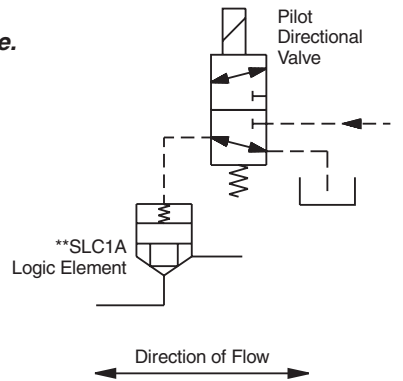 e.
Pilot
Directional
Valve
**SLC1A
Logic Element
Direction of Flow